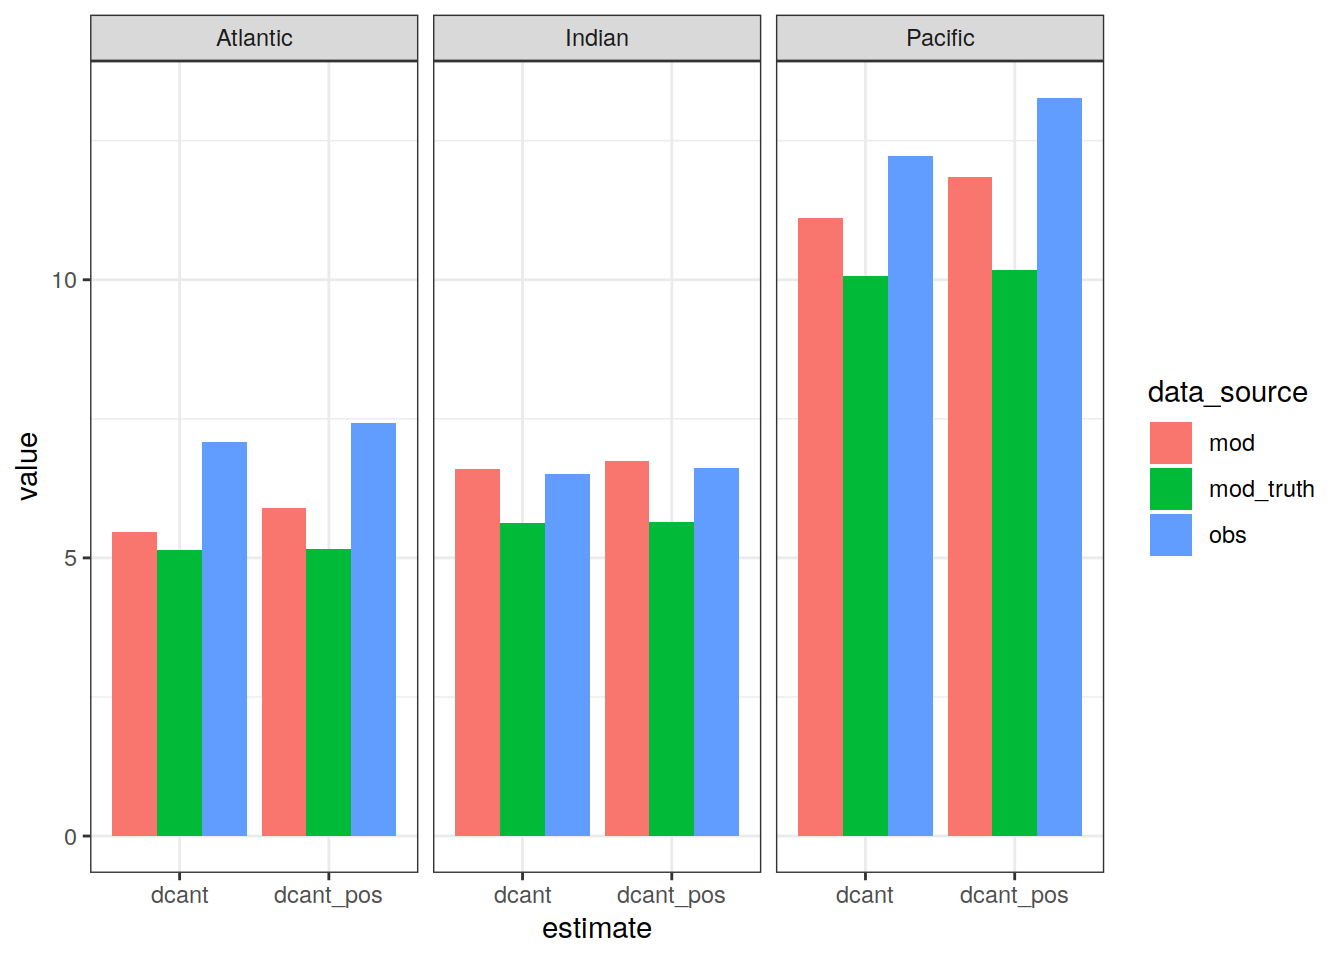 Atlantic
Indian
Pacific
value
10
5
0
dcant
dcant_pos
dcant
dcant_pos
dcant
dcant_pos
estimate
data_source
mod
mod_truth
obs